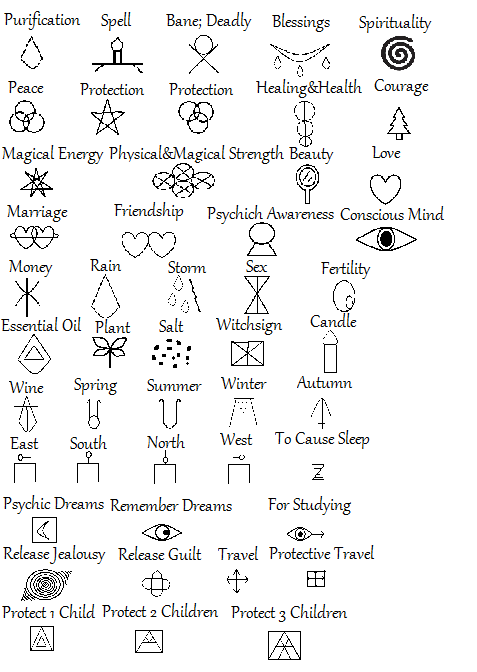 Purification Spell Bane; Deadly Blessings Spirituality
Peace Protection Protection Healing&Health Courage
Magical Energy Physical&Magical Strength Beauty Love
Marriage Friendship Psychich Awareness Conscious Mind
Money Rain Storm Sex Fertility
Essential Oil Plant Salt Witchsign Candle
Wine Spring Summer Winter Autumn
East South North West To Cause Sleep
Psychic Dreams Remember Dreams For Studying
Release Jealousy Release Guilt Travel Protective Travel
Protect 1 Child Protect 2 Children Protect 3 Children